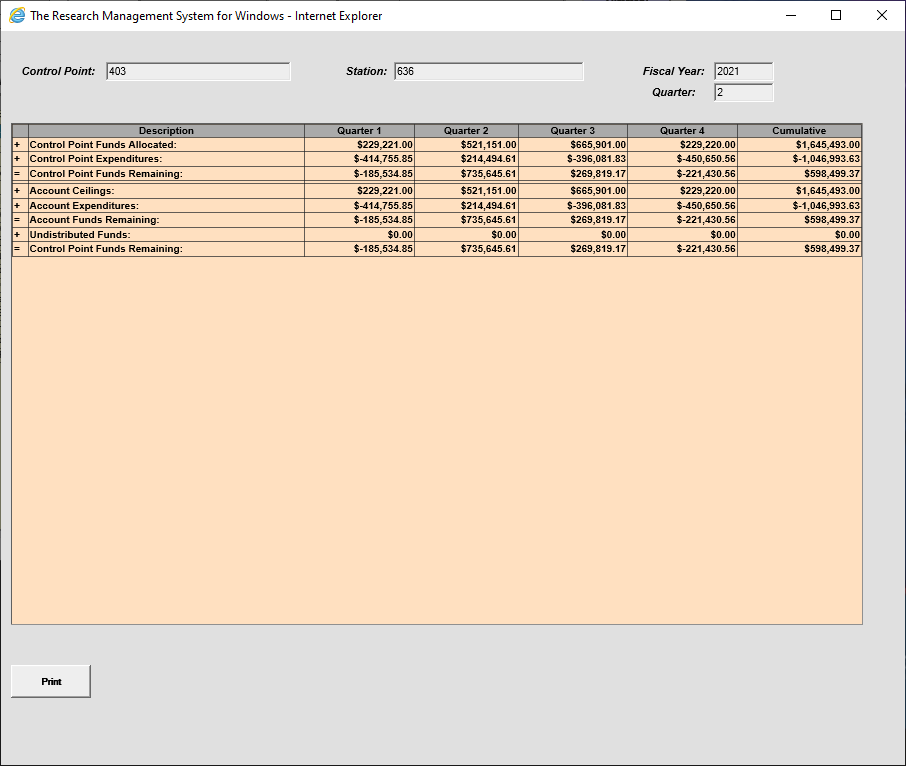 The Research Management System for Windows - Internet Explorer
Control Point: 403 Station: 636 Fiscal Year: 2021
Quarter: 2
Description Quarter 1 Quarter 2 Quarter 3 Quarter 4 Cumulative
+ Control Point Funds Allocated: $229,221.00 $521,151.00 $665,901.00 $229,220.00 $1,645,493.00
+ Control Point Expenditures: $-414,755.85 $214,494.61 $-396,081.83 $-450,650.56 $-1,046,993.63
= Control Point Funds Remaining: $-185,534.85 $735,645.61 $269,819.17 $-221,430.56 $598,499.37
+ Account Ceilings: $229,221.00 $521,151.00 $665,901.00 $229,220.00 $1,645,493.00
+ Account Expenditures: $-414,755.85 $214,494.61 $-396,081.83 $-450,650.56 $-1,046,993.63
= Account Funds Remaining: $-185,534.85 $735,645.61 $269,819.17 $-221,430.56 $598,499.37
+ Undistributed Funds: $0.00 $0.00 $0.00 $0.00 $0.00
= Control Point Funds Remaining: $-185,534.85 $735,645.61 $269,819.17 $-221,430.56 $598,499.37
Print